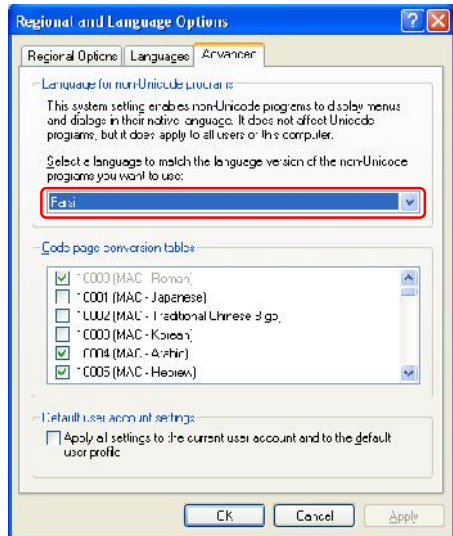 Regional and Language Options
Regional Options Languages Advanced
Language for non-Unicode programs
This system setting enables non-Unicode programs to display menus
and dialogs in their native language. It does not affect Unicode
programs, but it does apply to all users of this computer.
Select a language to match the language version of the non-Unicode
programs you want to use:
Farsi
Code page conversion tables
10000 (MAC - Roman)
10001 (MAC - Japanese)
10002 (MAC - Traditional Chinese Big5)
10003 (MAC - Korean)
10004 (MAC - Arabic)
10005 (MAC - Hebrew)
Default user account settings
Apply all settings to the current user account and to the default
user profile
OK Cancel Apply